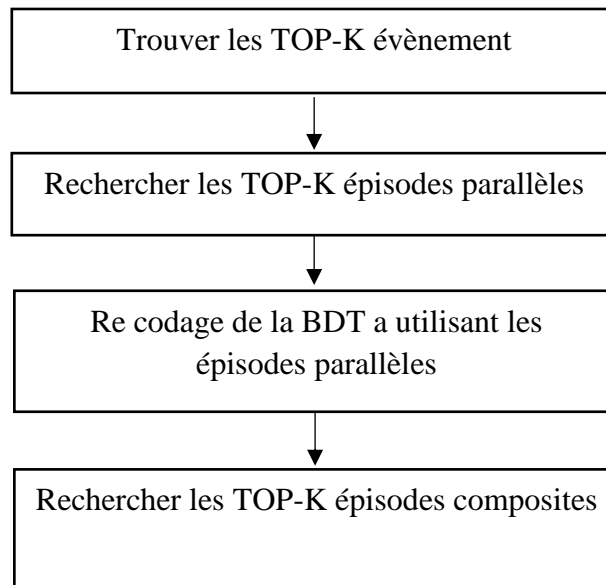 Trouver les TOP-K évènement
Rechercher les TOP-K épisodes parallèles
Re codage de la BDT a utilisant les
épisodes parallèles
Rechercher les TOP-K épisodes composites